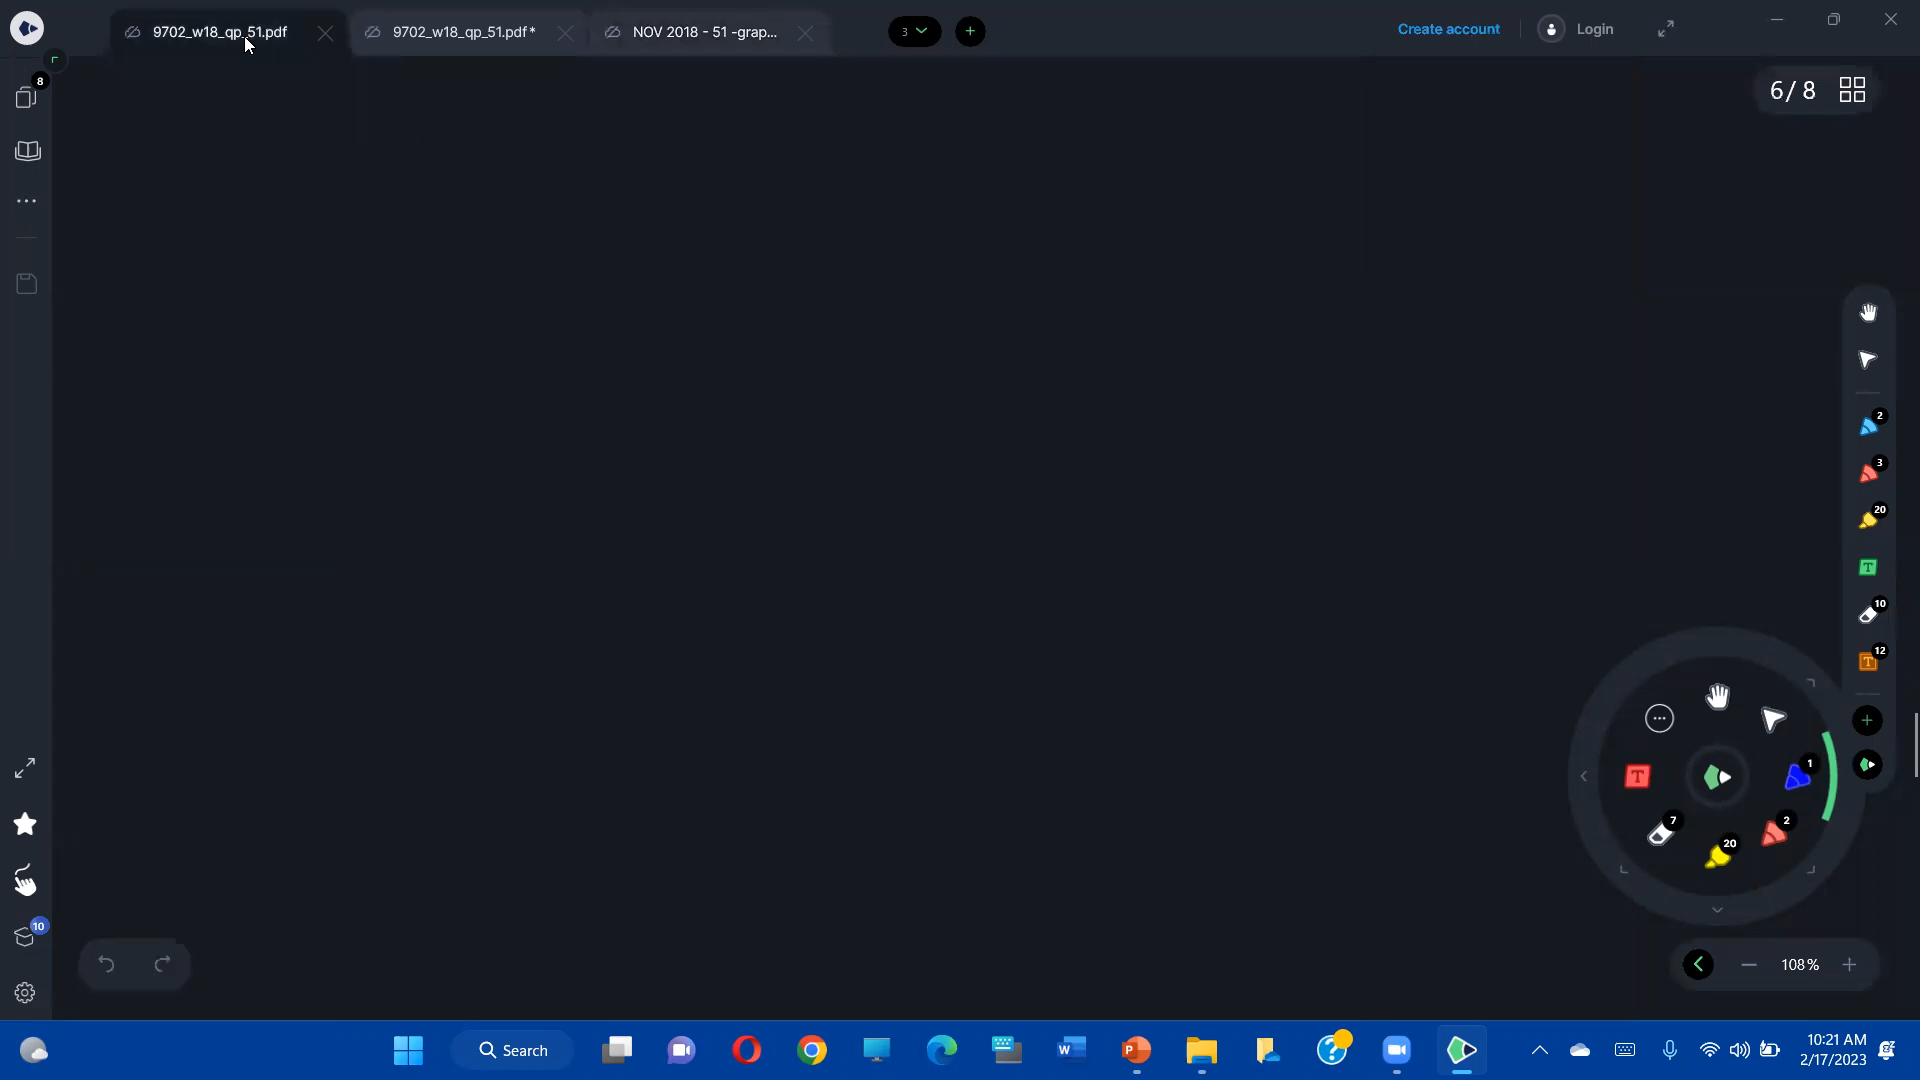 9702_w18_qp_51.pdf
9702_w18_qp_51.pdf*
NOV 2018 - 51 -grap...
3
Create account
Login
8
6/ 8
2
3
20
T
10
12
T
1
T
7
2
20
10
108%
Search
W
P
?
10:21 AM
2/17/2023